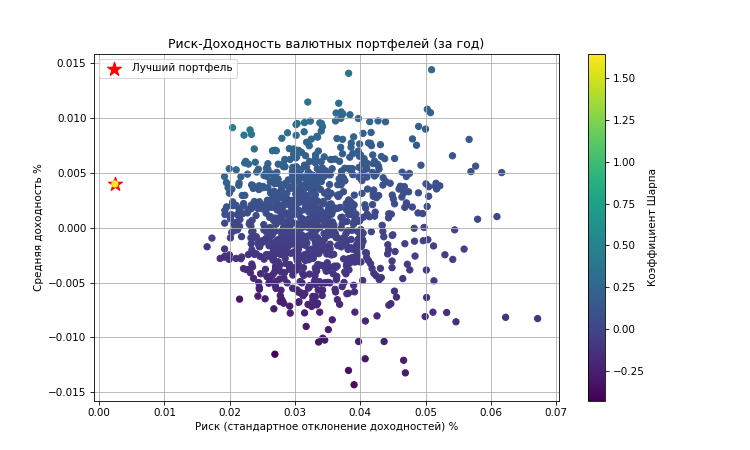 Риск-Доходность валютных портфелей (за год)
Лучший портфель
0.015
0.010
0.005
0.000
−0.005
−0.010
−0.015
Средняя доходность %
0.00 0.01 0.02 0.03 0.04 0.05 0.06 0.07
Риск (стандартное отклонение доходностей) %
1.50
1.25
1.00
0.75
0.50
0.25
0.00
−0.25
Коэффициент Шарпа